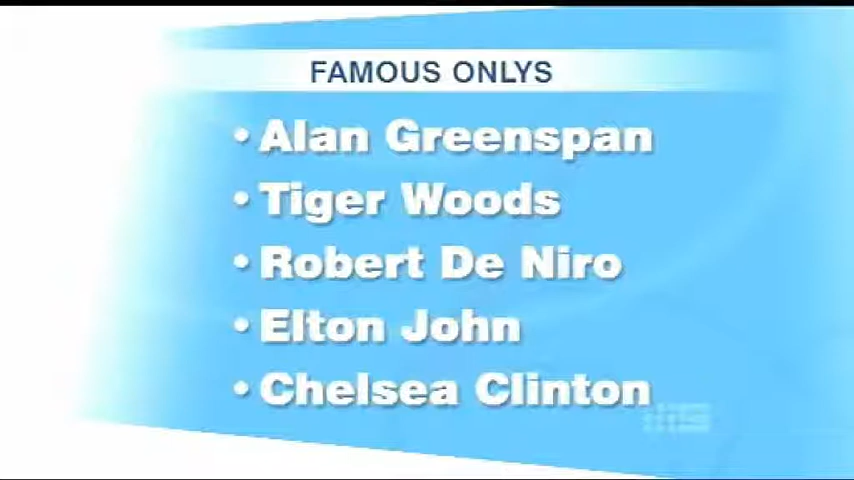 FAMOUS ONLYS
• Alan Greenspan
• Tiger Woods
• Robert De Niro
• Elton John
• Chelsea Clinton